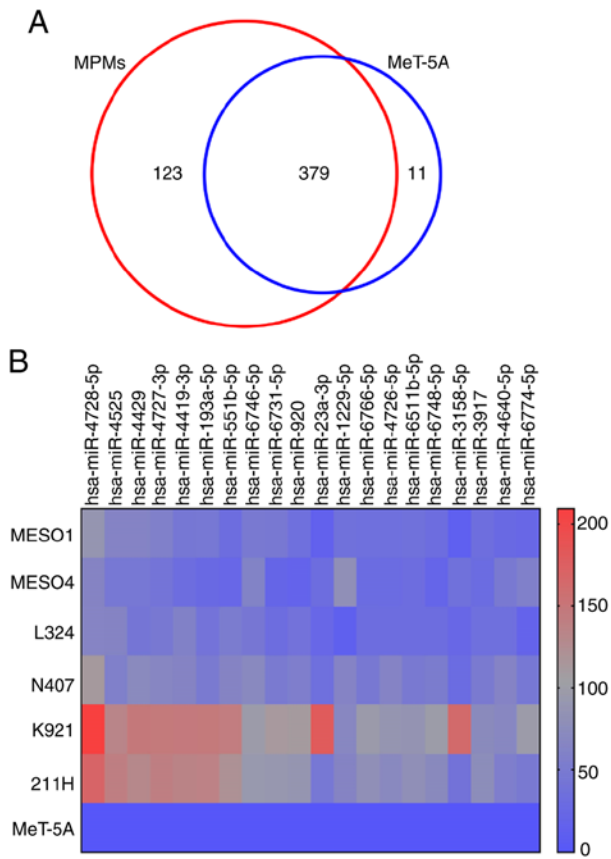 A
MPMs
MeT-5A
123
379
11
B
hsa-miR-4728-5p
hsa-miR-4525
hsa-miR-4429
hsa-miR-4727-3p
hsa-miR-4419-3p
hsa-miR-193a-5p
hsa-miR-551b-5p
hsa-miR-6746-5p
hsa-miR-6731-5p
hsa-miR-920
hsa-miR-23a-3p
hsa-miR-1229-5p
hsa-miR-6766-5p
hsa-miR-4726-5p
hsa-miR-6511b-5p
hsa-miR-6748-5p
hsa-miR-3158-5p
hsa-miR-3917
hsa-miR-4640-5p
hsa-miR-6774-5p
MESO1
MESO4
L324
N407
K921
211H
MeT-5A
200
150
100
50
0